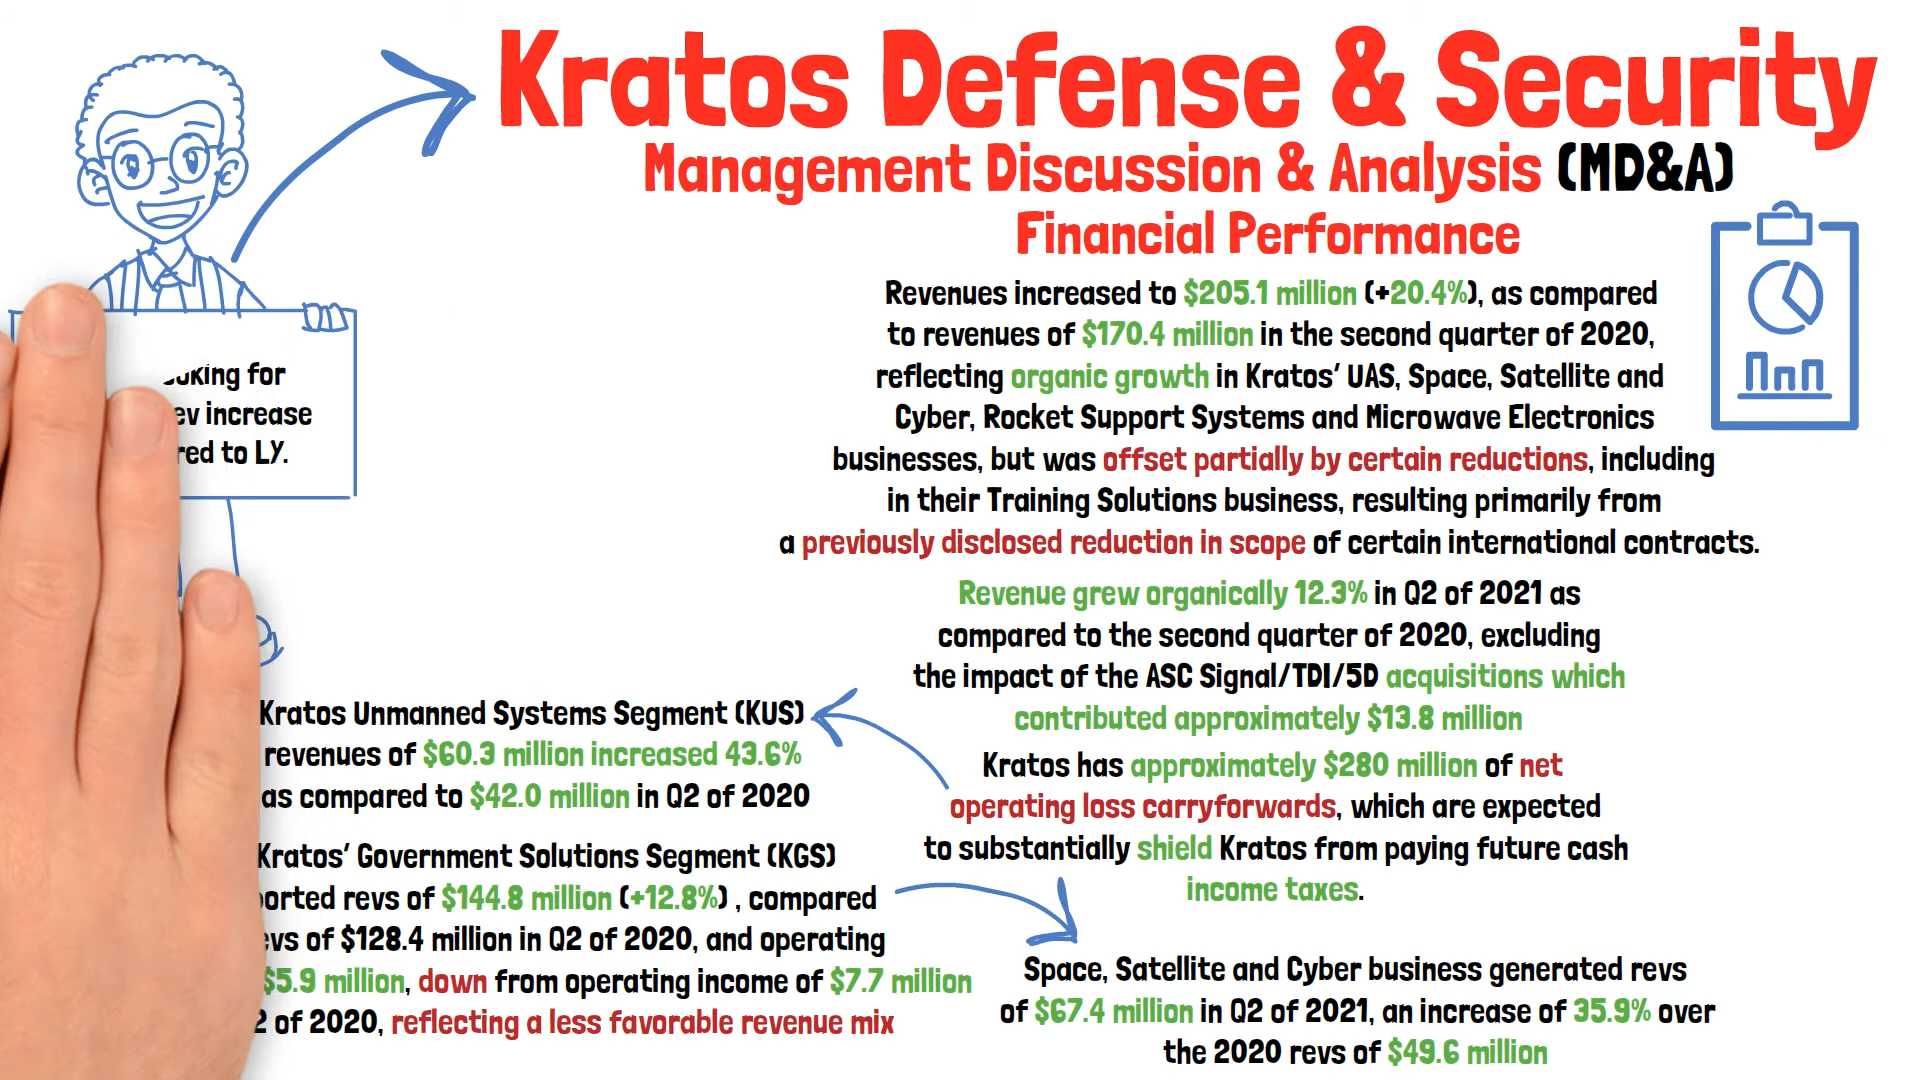 Kratos Defense & Security
Management Discussion & Analysis (MD&A)
Financial Performance
Revenues increased to $205.1 million (+20.4%), as compared
to revenues of $170.4 million in the second quarter of 2020,
reflecting organic growth in Kratos' UAS, Space, Satellite and
Cyber, Rocket Support Systems and Microwave Electronics
businesses, but was offset partially by certain reductions, including
in their Training Solutions business, resulting primarily from
a previously disclosed reduction in scope of certain international contracts.
for
increase
to LY.
Revenue grew organically 12.3% in Q2 of 2021 as
compared to the second quarter of 2020, excluding
the impact of the ASC Signal/TDI/5D acquisitions which
contributed approximately $13.8 million
Kratos has approximately $280 million of net
operating loss carryforwards, which are expected
to substantially shield Kratos from paying future cash
income taxes.
Kratos Unmanned Systems Segment (KUS)
revenues of $60.3 million increased 43.6%
as compared to $42.0 million in Q2 of 2020
Kratos' Government Solutions Segment (KGS)
revs of $144.8 million (+12.8%) , compared
of $128.4 million in Q2 of 2020, and operating
$5.9 million, down from operating income of $7.7 million
of 2020, reflecting a less favorable revenue mix
Space, Satellite and Cyber business generated revs
of $67.4 million in Q2 of 2021, an increase of 35.9% over
the 2020 revs of $49.6 million